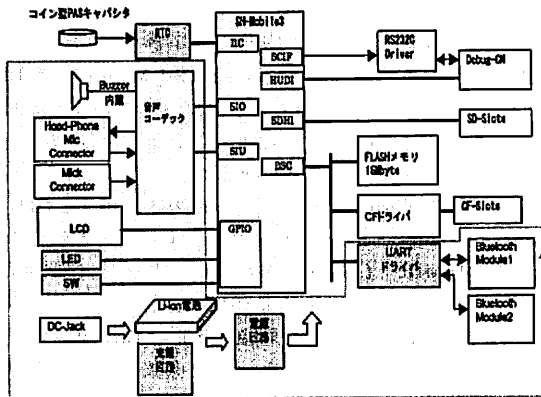 コイン型PASキャパシタ
SH-Mobile3
RTC
IIC
SCIF
RS232C
Driver
Debug-CN
HUDI
Buzzer
内蔵
音声
コーデック
SIO
SDHI
SD-Slots
Head-Phone
Mic
Connector
SIU
BSC
FLASHメモリ
1GByte
Mick
Connector
CFドライバ
CF-Slots
LCD
GPIO
LED
UART
ドライバ
Bluetooth
Module1
SW
Li-ion電池
Bluetooth
Module2
DC-Jack
電源
回路
充電
回路